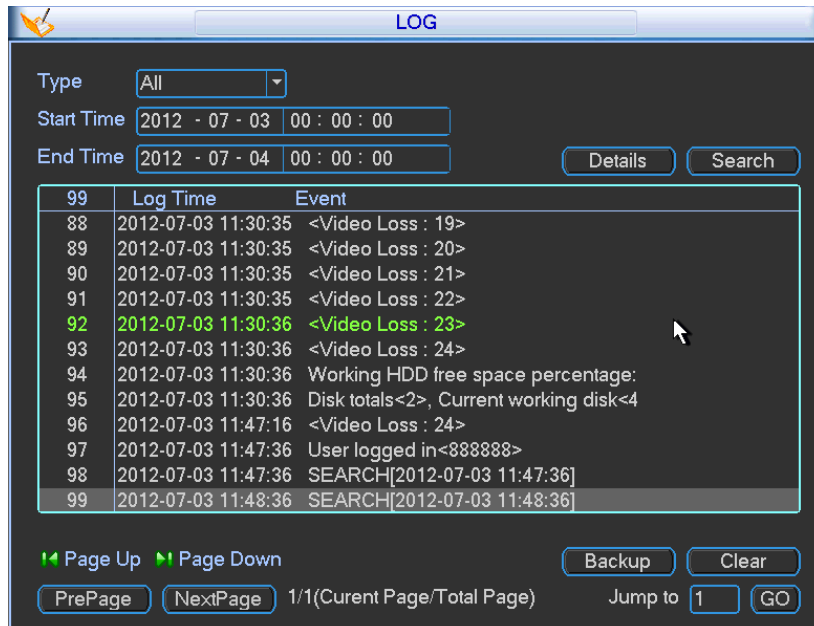 LOG
Type All
Start Time 2012 - 07 - 03 00 : 00 : 00
End Time 2012 - 07 - 04 00 : 00 : 00 Details Search
99 Log Time Event
88 2012-07-03 11:30:35 <Video Loss : 19>
89 2012-07-03 11:30:35 <Video Loss : 20>
90 2012-07-03 11:30:35 <Video Loss : 21>
91 2012-07-03 11:30:35 <Video Loss : 22>
92 2012-07-03 11:30:36 <Video Loss : 23>
93 2012-07-03 11:30:36 <Video Loss : 24>
94 2012-07-03 11:30:36 Working HDD free space percentage:
95 2012-07-03 11:30:36 Disk totals<2>, Current working disk<4
96 2012-07-03 11:47:16 <Video Loss : 24>
97 2012-07-03 11:47:36 User logged in<888888>
98 2012-07-03 11:47:36 SEARCH[2012-07-03 11:47:36]
99 2012-07-03 11:48:36 SEARCH[2012-07-03 11:48:36]
Page Up Page Down Backup Clear
PrePage NextPage 1/1(Curent Page/Total Page) Jump to 1 GO